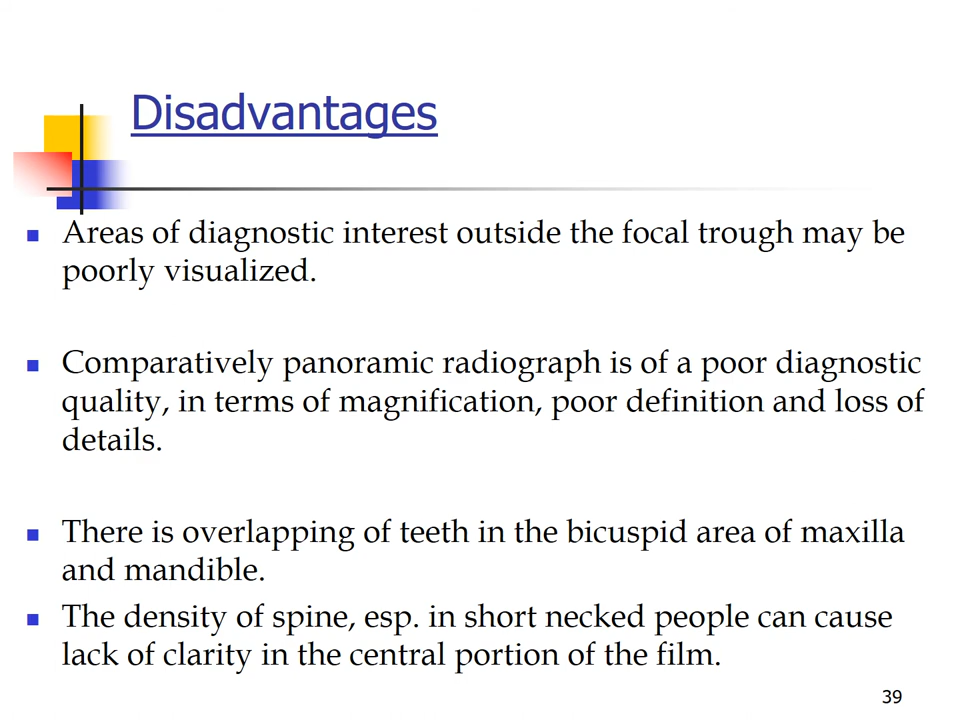 Disadvantages
Areas of diagnostic interest outside the focal trough may be
poorly visualized.
Comparatively panoramic radiograph is of a poor diagnostic
quality, in terms of magnification, poor definition and loss of
details.
There is overlapping of teeth in the bicuspid area of maxilla
and mandible.
The density of spine, esp. in short necked people can cause
lack of clarity in the central portion of the film.
39